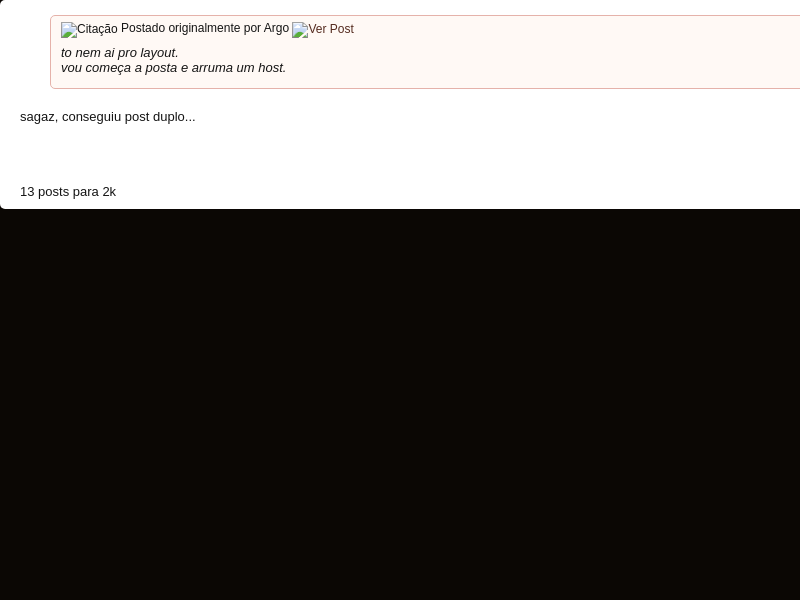 Citação Postado originalmente por Argo Ver Post
to nem ai pro layout.
vou começa a posta e arruma um host.
sagaz, conseguiu post duplo...
13 posts para 2k